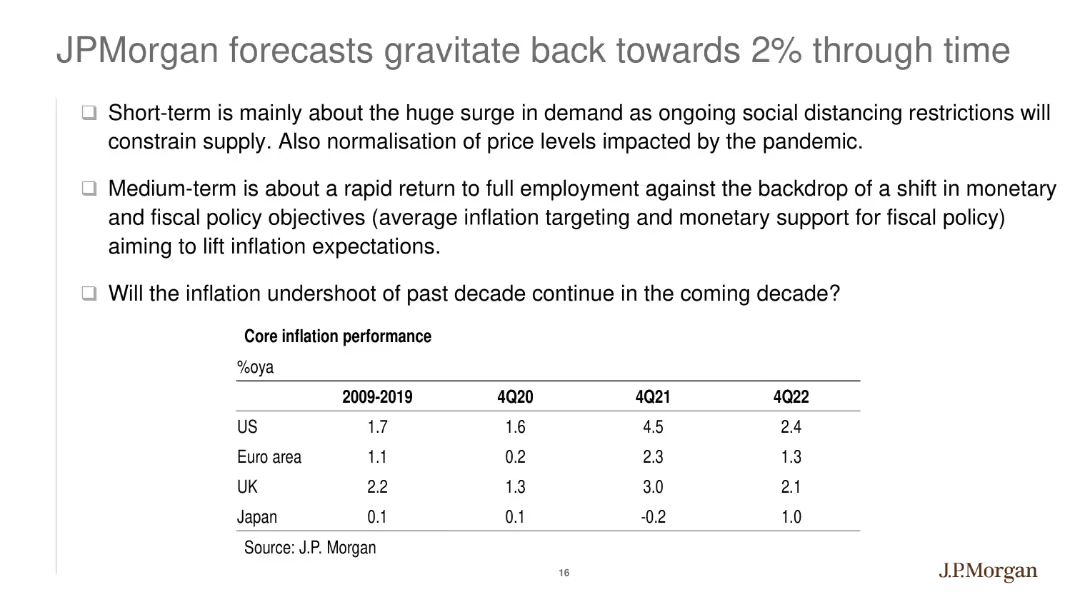 JPMorgan forecasts gravitate back towards 2% through time
❑ Short-term is mainly about the huge surge in demand as ongoing social distancing restrictions will
constrain supply. Also normalisation of price levels impacted by the pandemic.
❑ Medium-term is about a rapid return to full employment against the backdrop of a shift in monetary
and fiscal policy objectives (average inflation targeting and monetary support for fiscal policy)
aiming to lift inflation expectations.
❑ Will the inflation undershoot of past decade continue in the coming decade?
Core inflation performance
%oya
2009-2019 4Q20 4Q21 4Q22
US 1.7 1.6 4.5 2.4
Euro area 1.1 0.2 2.3 1.3
UK 2.2 1.3 3.0 2.1
Japan 0.1 0.1 -0.2 1.0
Source: J.P. Morgan
16
J.P.Morgan